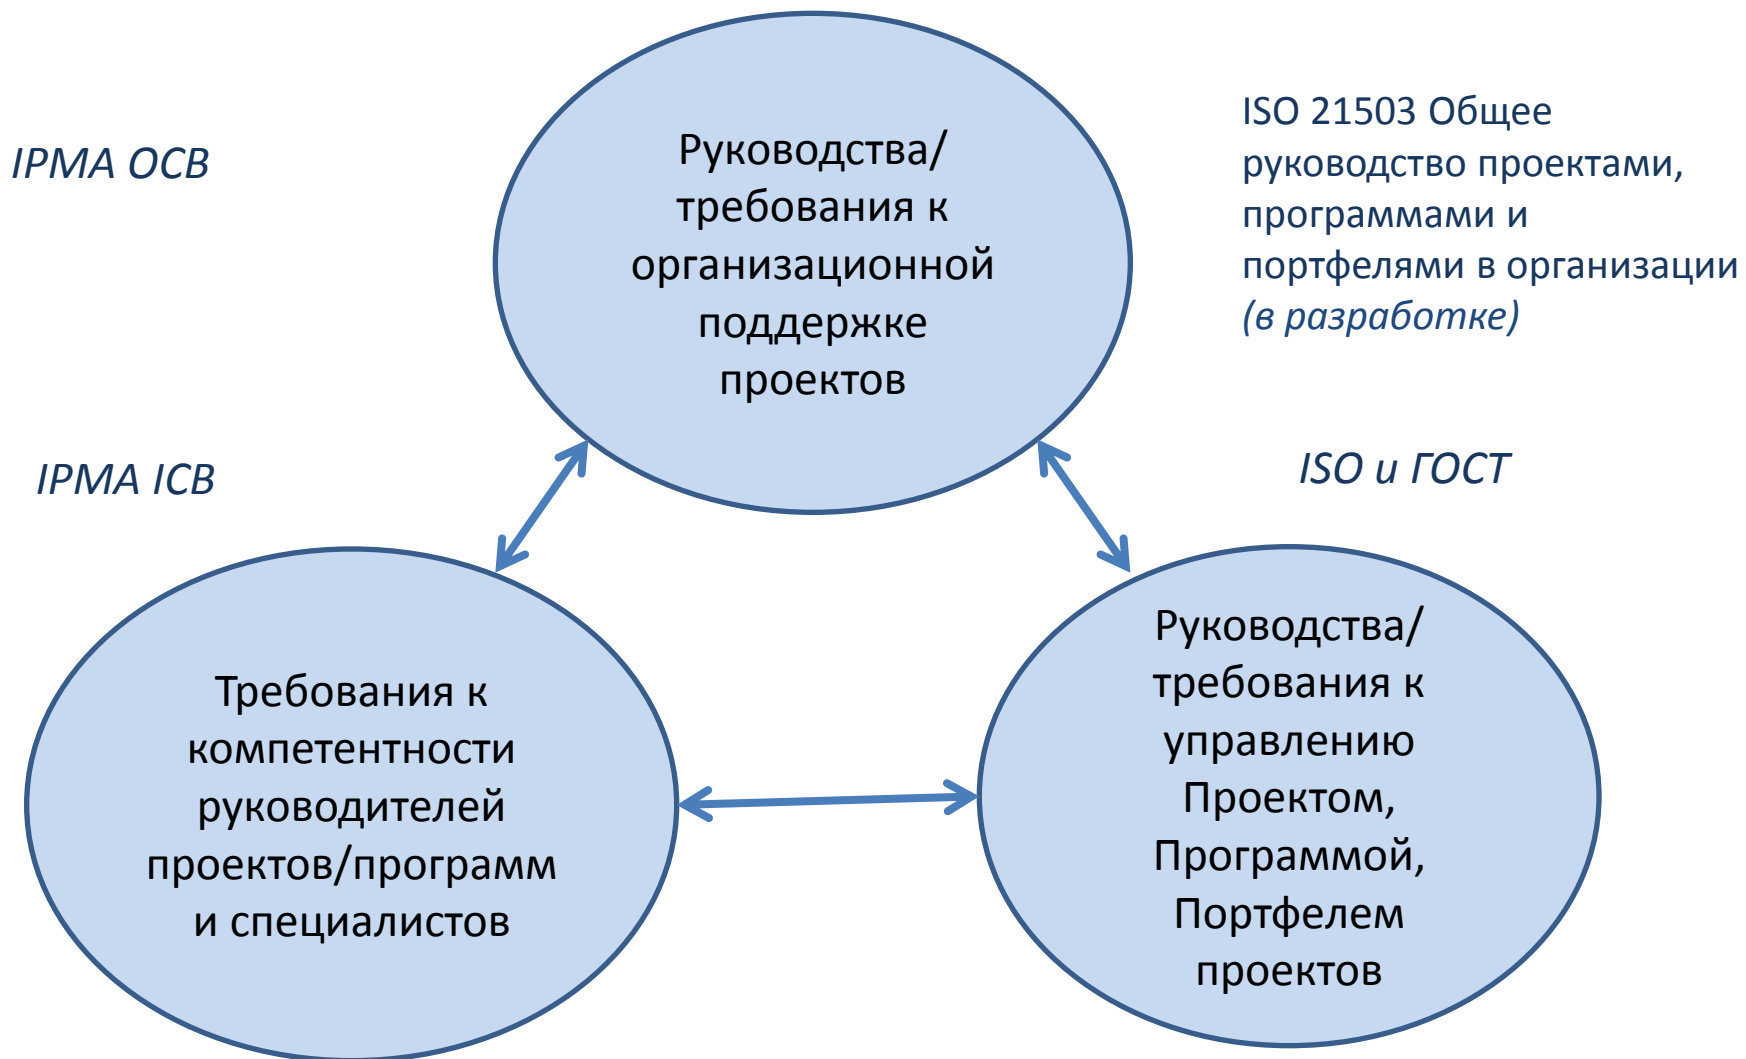 IPMA OCB
Руководства/
требования к
организационной
поддержке
проектов
ISO 21503 Общее
руководство проектами,
программами и
портфелями в организации
(в разработке)
IPMA ICB
ISO и ГОСТ
Требования к
компетентности
руководителей
проектов/программ
и специалистов
Руководства/
требования к
управлению
Проектом,
Программой,
Портфелем
проектов